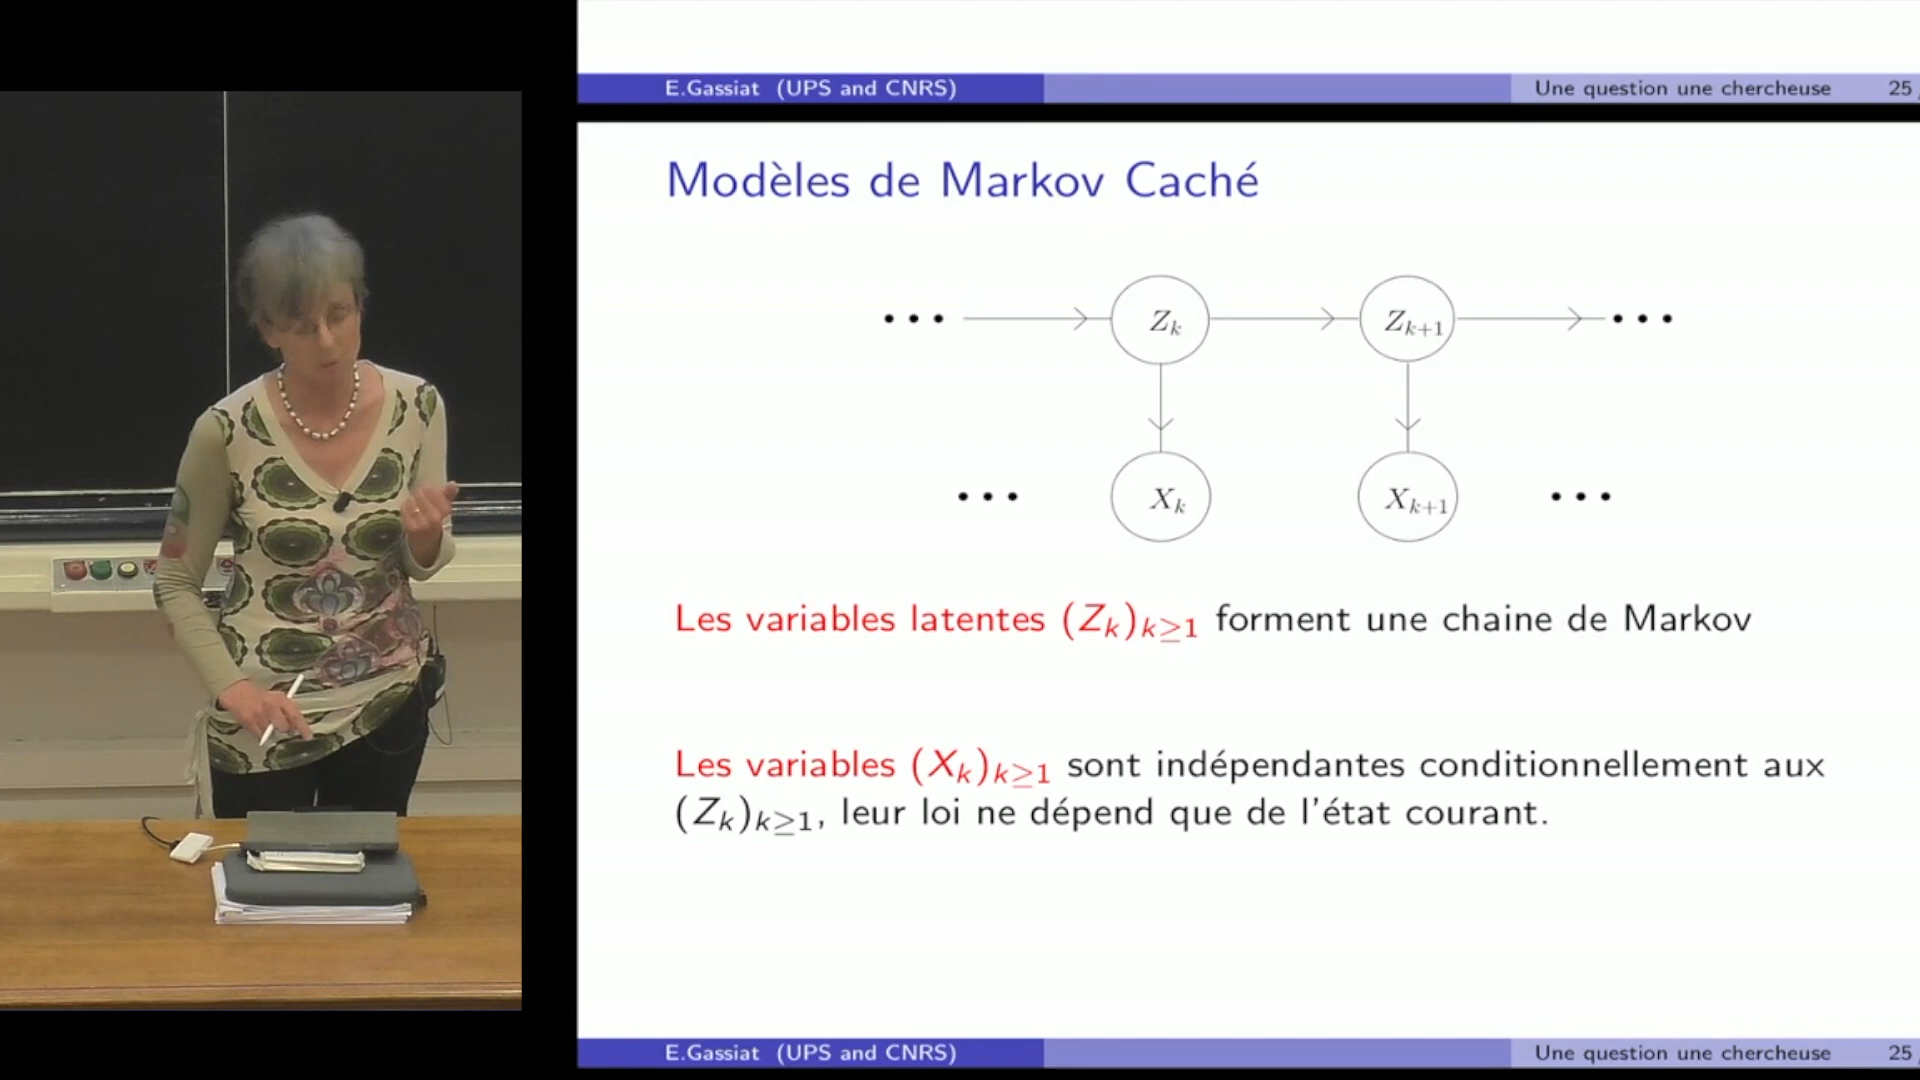 E.Gassiat (UPS and CNRS) Une question une chercheuse 25
Modèles de Markov Caché
Z_k Z_{k+1}
X_k X_{k+1}
Les variables latentes (Z_k)_{k≥1} forment une chaine de Markov
Les variables (X_k)_{k≥1} sont indépendantes conditionnellement aux
(Z_k)_{k≥1}, leur loi ne dépend que de l'état courant.
E.Gassiat (UPS and CNRS) Une question une chercheuse 25